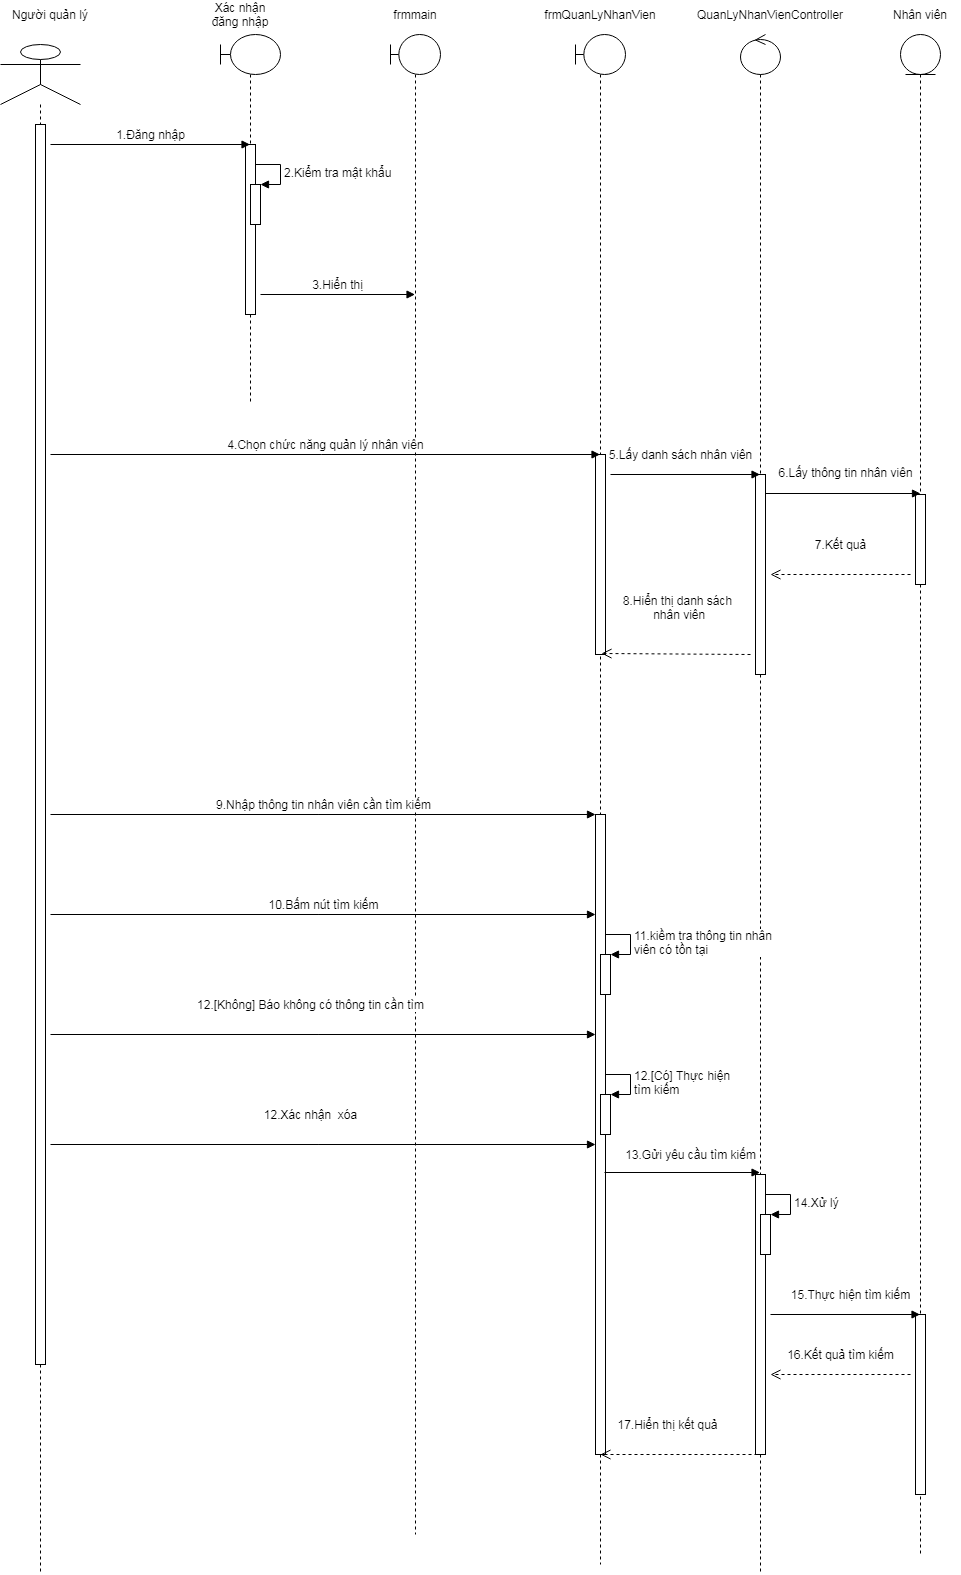 Người quản lý
Xác nhận
đăng nhập
frmmain
frmQuanLyNhanVien
QuanLyNhanVienController
Nhân viên
1.Đăng nhập
2.Kiểm tra mật khẩu
3.Hiển thị
4.Chọn chức năng quản lý nhân viên
5.Lấy danh sách nhân viên
6.Lấy thông tin nhân viên
7.Kết quả
8.Hiển thị danh sách
nhân viên
9.Nhập thông tin nhân viên cần tìm kiếm
10.Bấm nút tìm kiếm
11.kiểm tra thông tin nhân
viên có tồn tại
12.[Không] Báo không có thông tin cần tìm
12.[Có] Thực hiện
tìm kiếm
12.Xác nhận  xóa
13.Gửi yêu cầu tìm kiếm
14.Xử lý
15.Thực hiện tìm kiếm
16.Kết quả tìm kiếm
17.Hiển thị kết quả